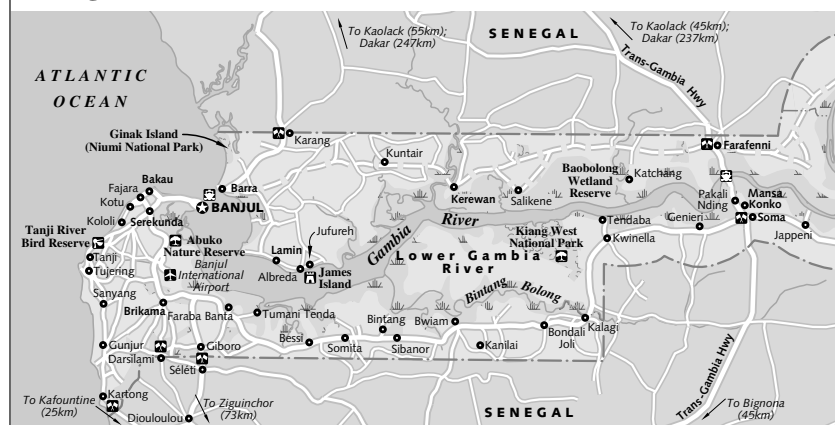 To Kaolack (55km);
Dakar (247km)
SENEGAL
To Kaolack (45km);
Dakar (237km)
Trans-Gambia Hwy
ATLANTIC
OCEAN
Ginak Island
(Niumi National Park)
Karang
Kuntair
Farafenni
Bakau
Fajara
Kotu
Kololi
Serekunda
Barra
BANJUL
Kerewan
Salikene
Baobolong
Wetland
Reserve
Katchang
Pakali
Nding
Mansa
Konko
Soma
Jappeni
Genieri
Tendaba
Kwinella
Kiang West
National Park
Gambia
River
Lower Gambia
River
Jufureh
Lamin
Albreda
James
Island
Tanji River
Bird Reserve
Abuko
Nature Reserve
Banjul
International
Airport
Tanji
Tujering
Sanyang
Brikama
Faraba Banta
Tumani Tenda
Bintang
Bolong
Bintang
Bwiam
Bessi
Somita
Sibanor
Kanilai
Bondali
Joli
Kalagi
Gunjur
Darsilami
Giboro
Séléti
Kartong
To Kafountine
(25km)
Diouloulou
To Ziguinchor
(73km)
SENEGAL
Trans-Gambia Hwy
To Bignona
(45km)